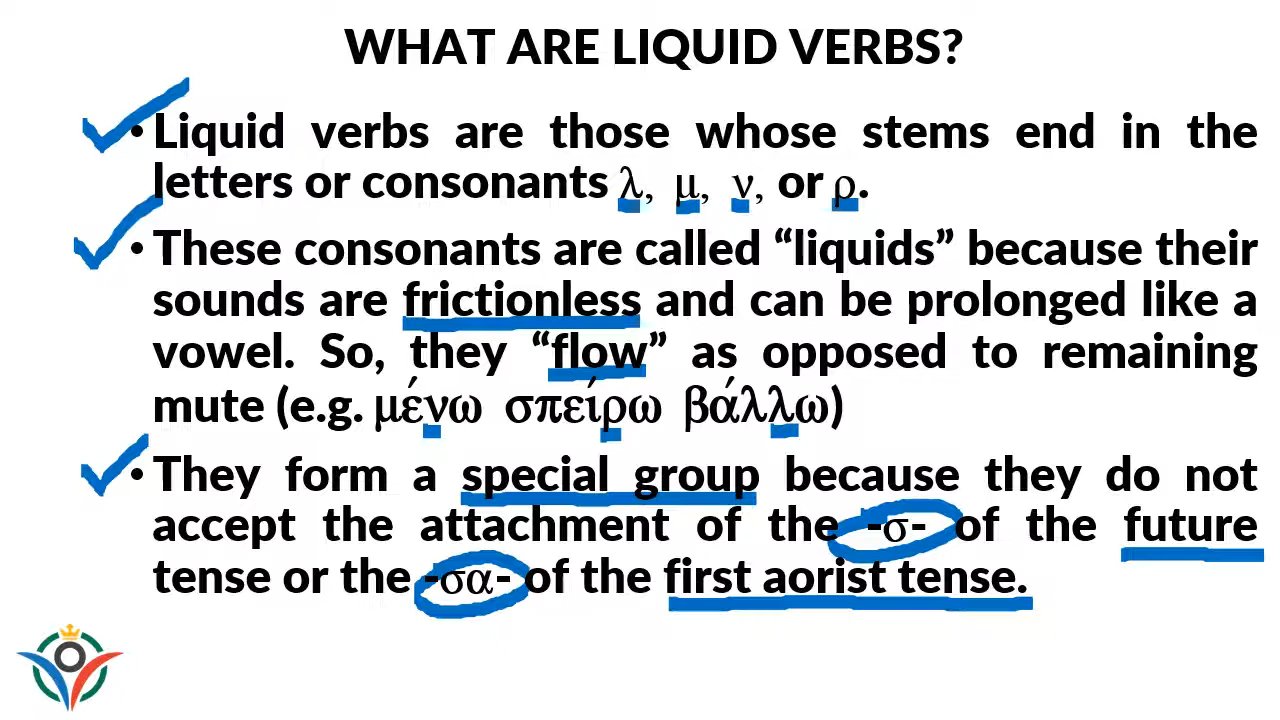 WHAT ARE LIQUID VERBS?
• Liquid verbs are those whose stems end in the
letters or consonants λ, μ, ν, or ρ.
• These consonants are called “liquids” because their
sounds are frictionless and can be prolonged like a
vowel. So, they “flow” as opposed to remaining
mute (e.g. μένω σπείρω βάλλω)
• They form a special group because they do not
accept the attachment of the -σ- of the future
tense or the -σα- of the first aorist tense.